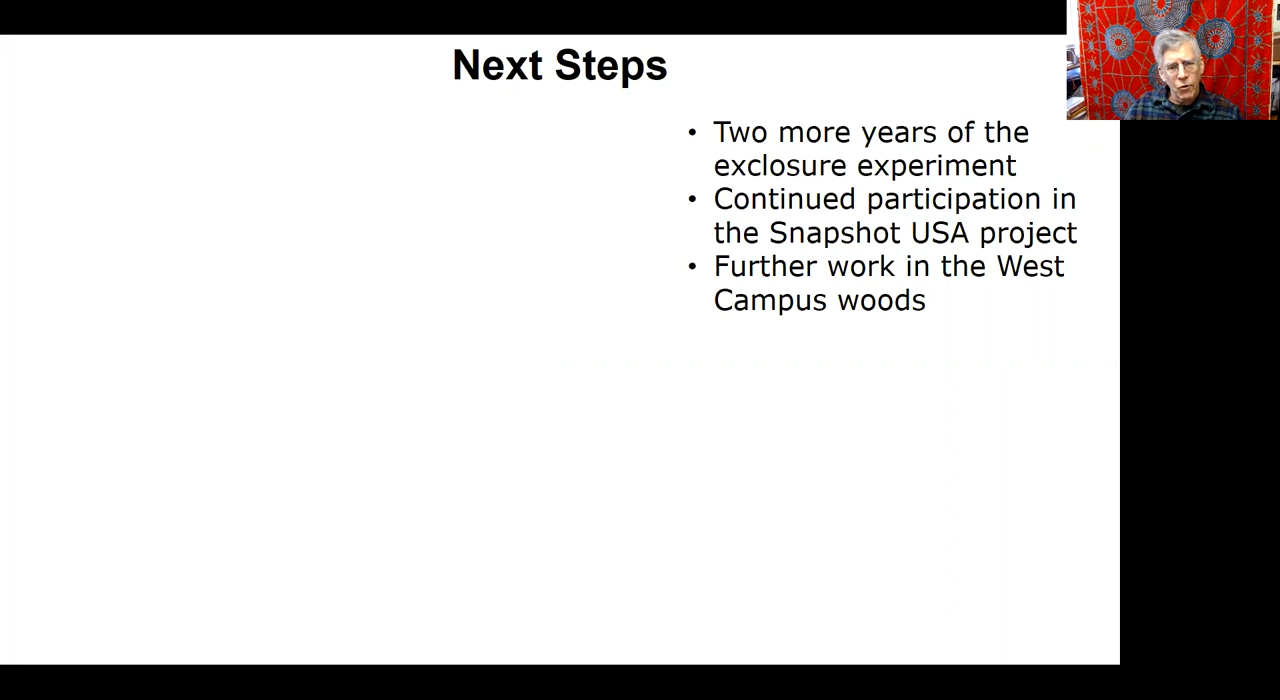 Next Steps
• Two more years of the
exclosure experiment
• Continued participation in
the Snapshot USA project
• Further work in the West
Campus woods